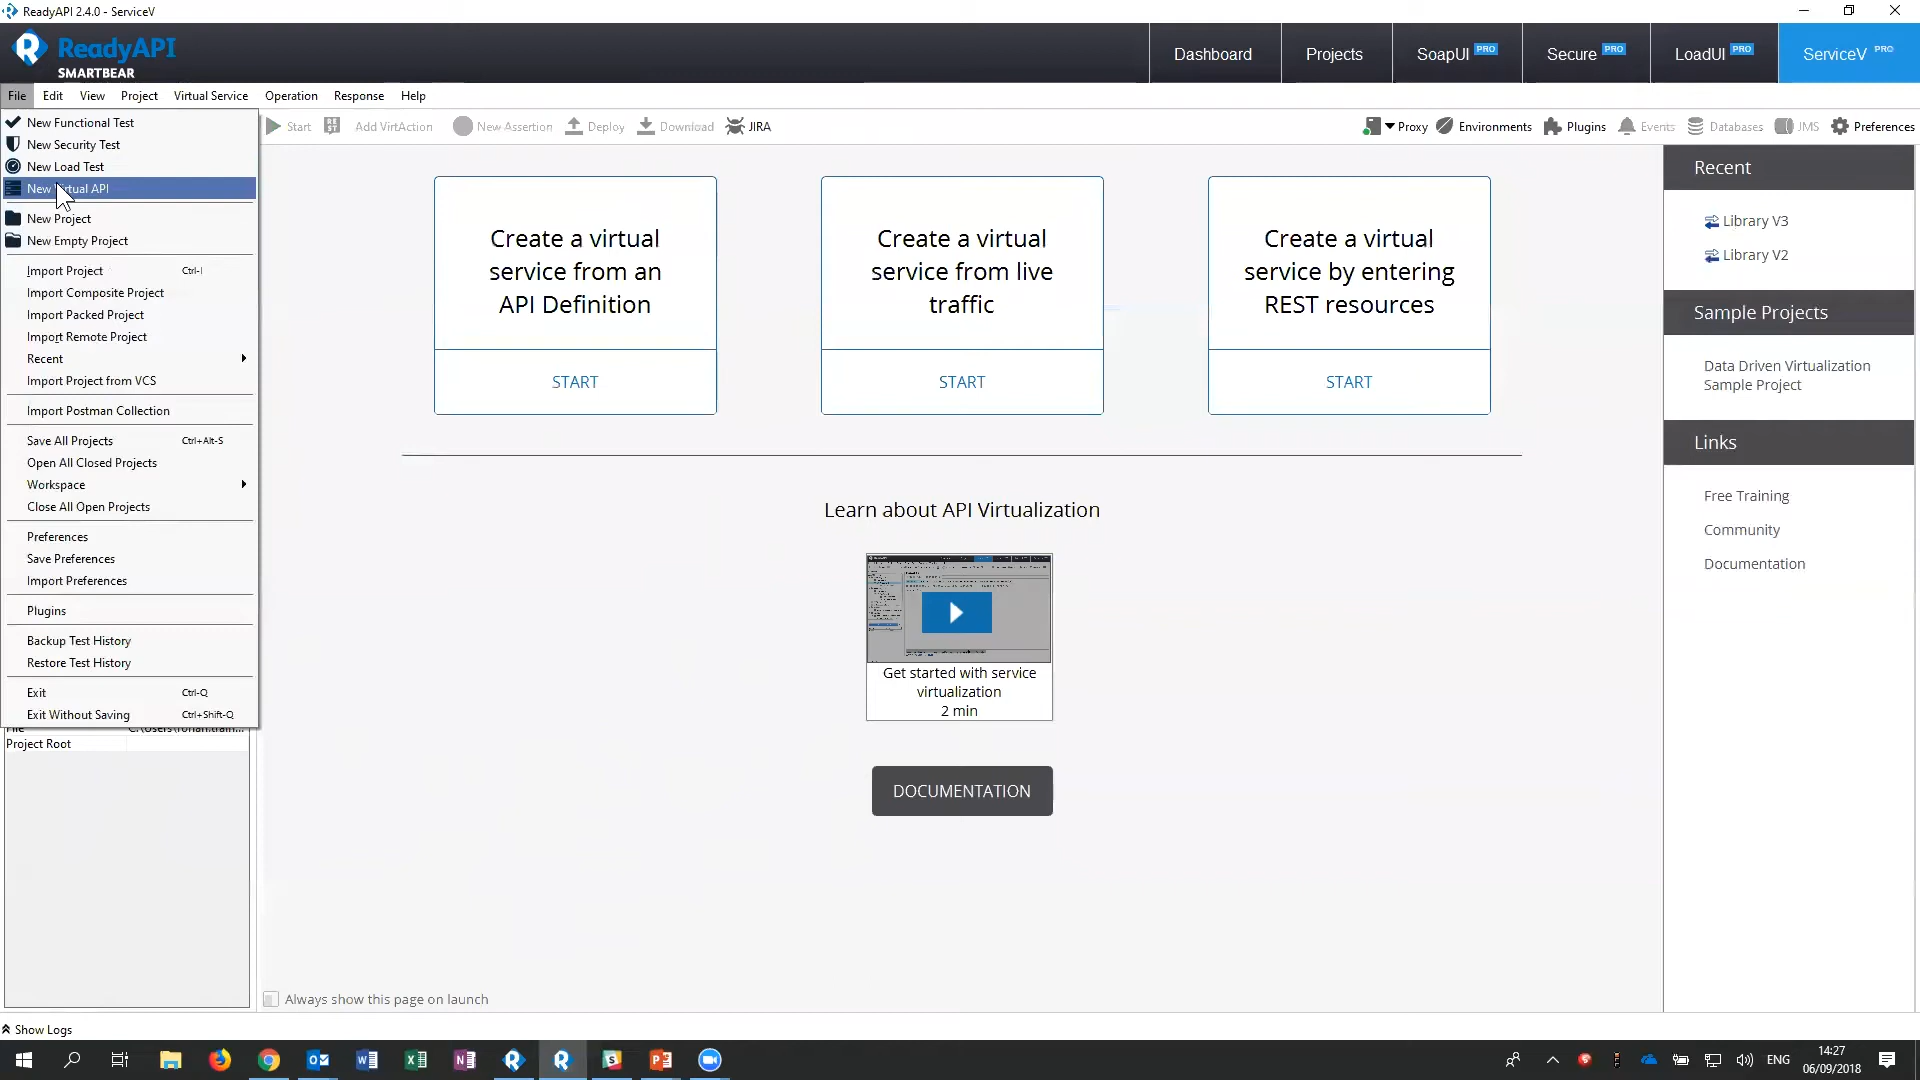 ReadyAPI 2.4.0 - ServiceV
ReadyAPI
SMARTBEAR
Dashboard
Projects
SoapUI PRO
Secure PRO
LoadUI PRO
ServiceV PRO
File Edit View Project Virtual Service Operation Response Help
New Functional Test
New Security Test
New Load Test
New Virtual API
New Project
New Empty Project
Import Project Ctrl-I
Import Composite Project
Import Packed Project
Import Remote Project
Recent
Import Project from VCS
Import Postman Collection
Save All Projects Ctrl+Alt-S
Open All Closed Projects
Workspace
Close All Open Projects
Preferences
Save Preferences
Import Preferences
Plugins
Backup Test History
Restore Test History
Exit Ctrl-Q
Exit Without Saving Ctrl+Shift-Q
Project Root
Start REST Add VirtAction New Assertion Deploy Download JIRA
Proxy Environments Plugins Events Databases JMS Preferences
Create a virtual
service from an
API Definition
START
Create a virtual
service from live
traffic
START
Create a virtual
service by entering
REST resources
START
Learn about API Virtualization
Get started with service
virtualization
2 min
DOCUMENTATION
Always show this page on launch
Recent
Library V3
Library V2
Sample Projects
Data Driven Virtualization
Sample Project
Links
Free Training
Community
Documentation
Show Logs
ENG
14:27
06/09/2018